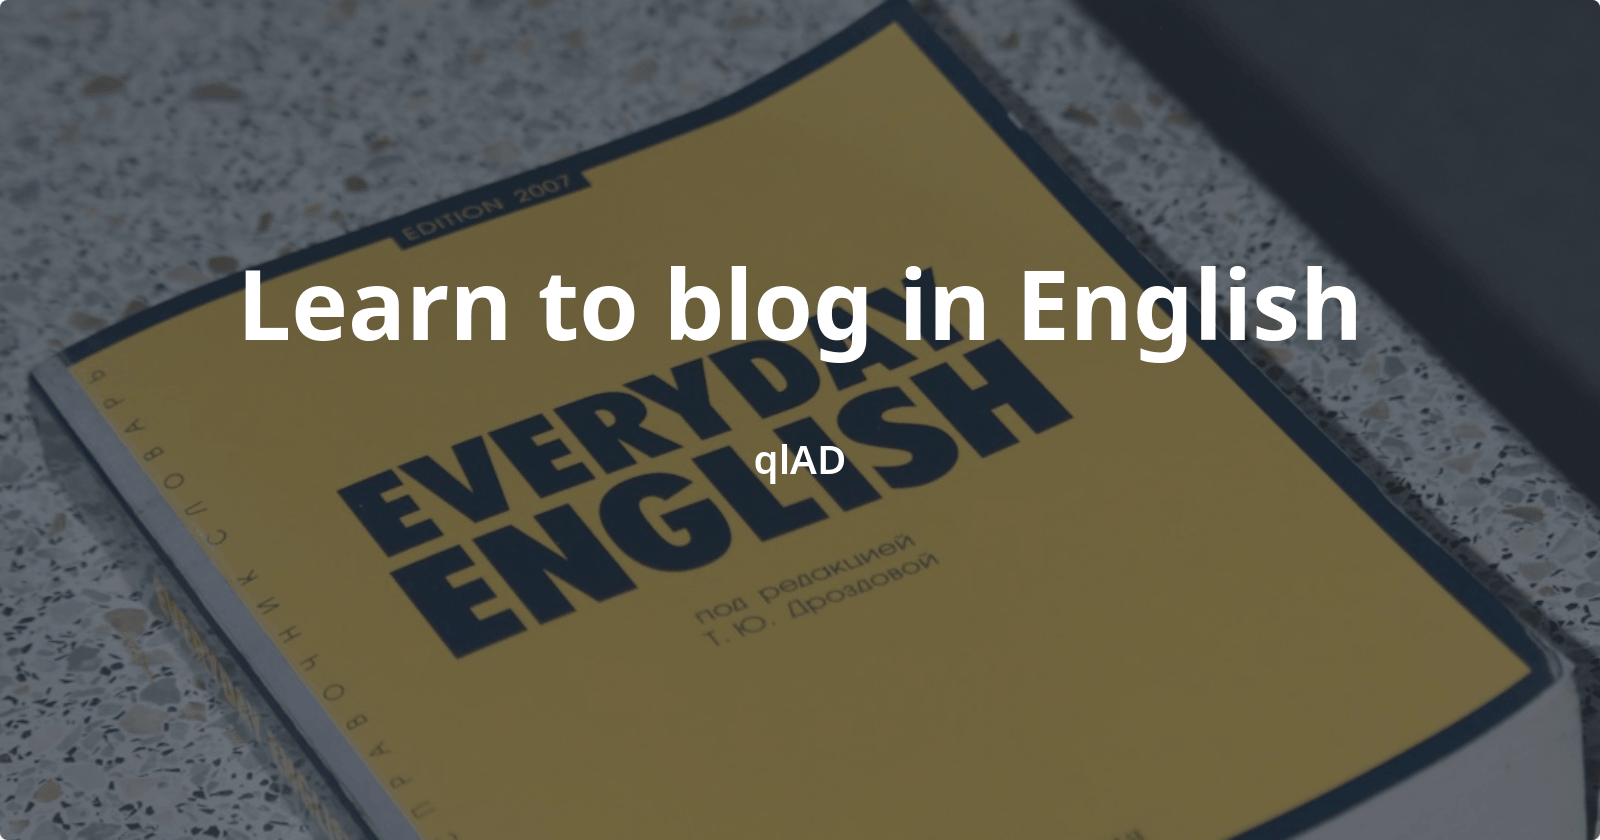 EDITION 2007
Learn to blog in English
EVERYDAY
ENGLISH
qlAD
под редакцией
Т. Ю. Дроздовой
СПРАВОЧНИК СЛОВАРЬ